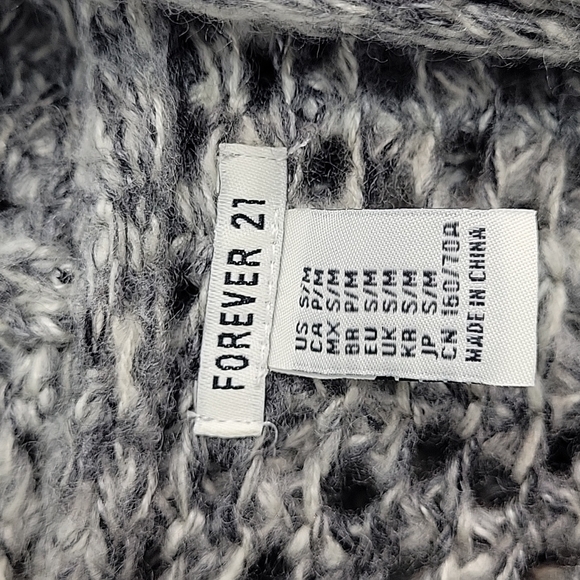 FOREVER 21
US S/M
CA P/M
MX S/M
BR P/M
EU S/M
UK S/M
KR S/M
JP S/M
CN 160/70A
MADE IN CHINA